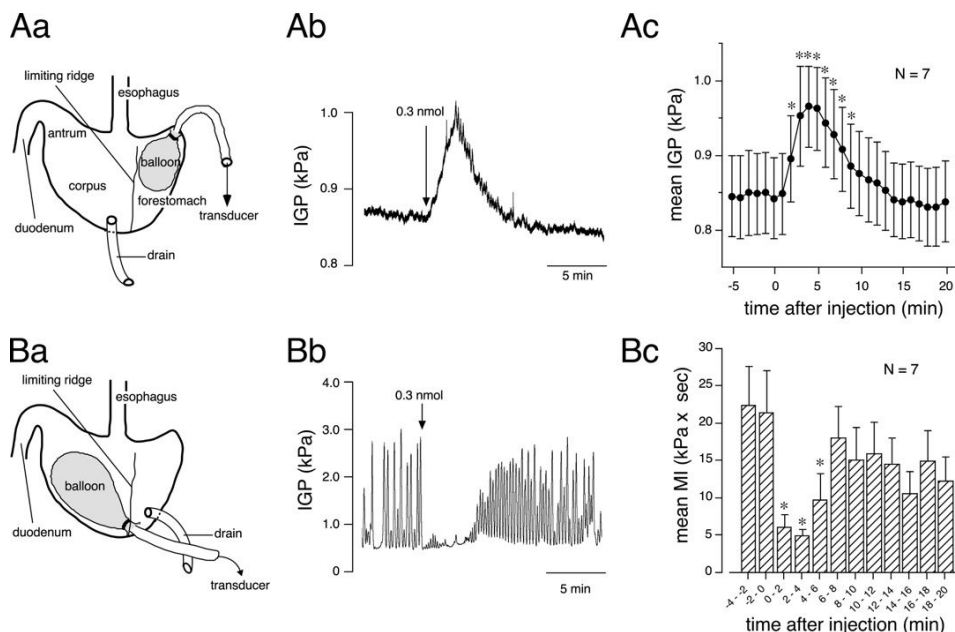 Aa
limiting ridge
esophagus
antrum
balloon
corpus
forestomach
transducer
duodenum
drain
Ab
0.3 nmol
IGP (kPa)
1.0
0.9
0.8
5 min
Ac
N = 7
mean IGP (kPa)
1.0
0.9
0.8
* * * * * * * *
-5 0 5 10 15 20
time after injection (min)
Ba
limiting ridge
esophagus
balloon
duodenum
drain
transducer
Bb
0.3 nmol
IGP (kPa)
4.0
3.0
2.0
1.0
0.0
5 min
Bc
N = 7
mean MI (kPa x sec)
30
25
20
15
10
5
0
* * *
-4 - -2 -2 - 0 0 - 2 2 - 4 4 - 6 6 - 8 8 - 10 10 - 12 12 - 14 14 - 16 16 - 18 18 - 20
time after injection (min)